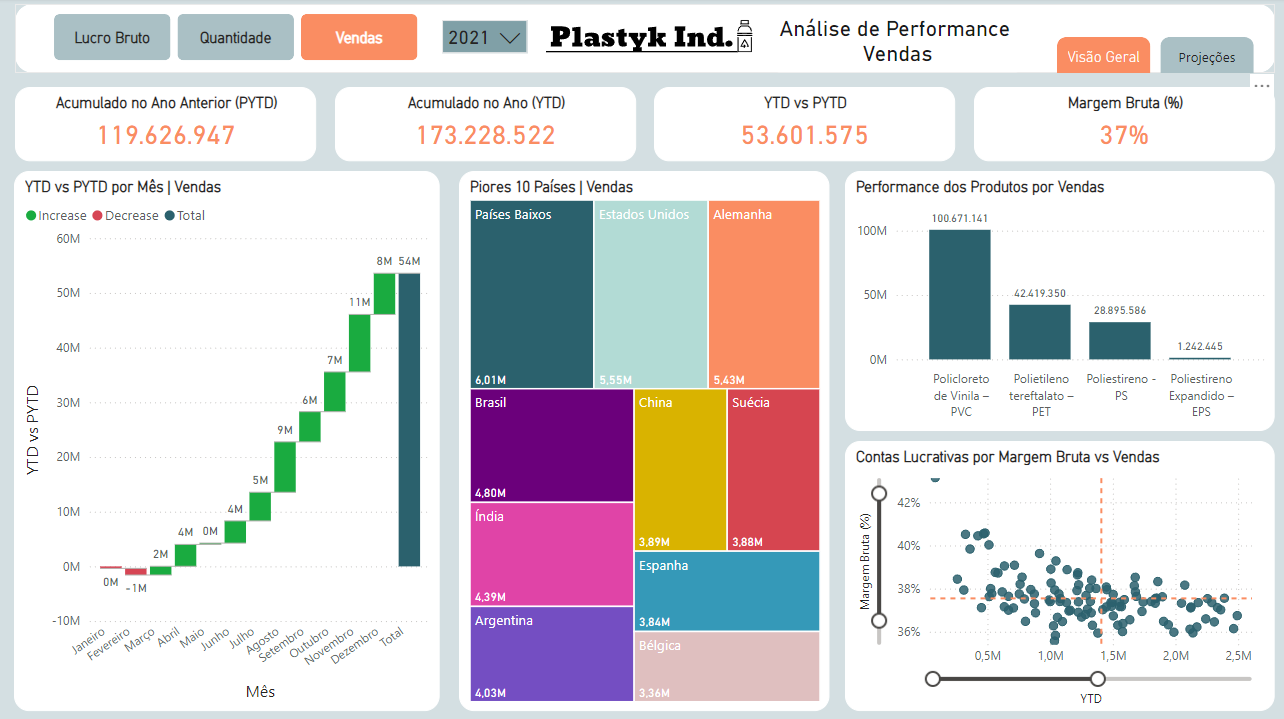 Lucro Bruto
Quantidade
Vendas
2021
Plastyk Ind.
Análise de Performance
Vendas
Visão Geral
Projeções
Acumulado no Ano Anterior (PYTD)
119.626.947
Acumulado no Ano (YTD)
173.228.522
YTD vs PYTD
53.601.575
Margem Bruta (%)
37%
YTD vs PYTD por Mês | Vendas
Increase
Decrease
Total
60M
50M
40M
30M
20M
10M
0M
-10M
YTD vs PYTD
0M
-1M
2M
4M
0M
4M
5M
9M
6M
7M
11M
8M
54M
Janeiro
Fevereiro
Março
Abril
Maio
Junho
Julho
Agosto
Setembro
Outubro
Novembro
Dezembro
Total
Mês
Piores 10 Países | Vendas
Países Baixos
6,01M
Estados Unidos
5,55M
Alemanha
5,43M
Brasil
4,80M
China
3,89M
Suécia
3,88M
Índia
4,39M
Espanha
3,84M
Argentina
4,03M
Bélgica
3,36M
Performance dos Produtos por Vendas
100M
50M
0M
100.671.141
42.419.350
28.895.586
1.242.445
Policloreto
de Vinila –
PVC
Polietileno
tereftalato –
PET
Poliestireno -
PS
Poliestireno
Expandido –
EPS
Contas Lucrativas por Margem Bruta vs Vendas
Margem Bruta (%)
42%
40%
38%
36%
0,5M
1,0M
1,5M
2,0M
2,5M
YTD